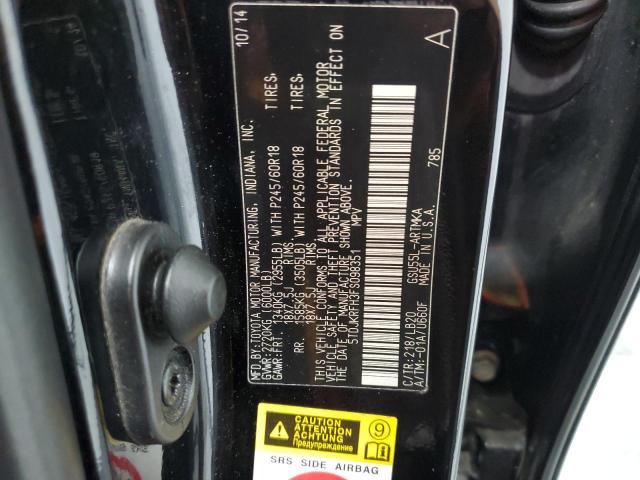 MFD.BY:TOYOTA MOTOR MANUFACTURING, INDIANA, INC. 10/14
GVWR:2720KG (6000LB)
GAWR:FRT. 1340KG (2955LB) WITH P245/60R18 TIRES,
18X7.5J RIMS,
RR. 1585KG (3505LB) WITH P245/60R18 TIRES,
18X7.5J RIMS,
THIS VEHICLE CONFORMS TO ALL APPLICABLE FEDERAL MOTOR
VEHICLE SAFETY AND THEFT PREVENTION STANDARDS IN EFFECT ON
THE DATE OF MANUFACTURE SHOWN ABOVE.
5TDJKRFH3FS098351 MPV
A
C/TR:218/LB20 GSU55L-ARTMKA 785
A/TM:-01A/U660F MADE IN U.S.A.
CAUTION
ATTENTION
ACHTUNG
Предупреждение
9
SRS SIDE AIRBAG